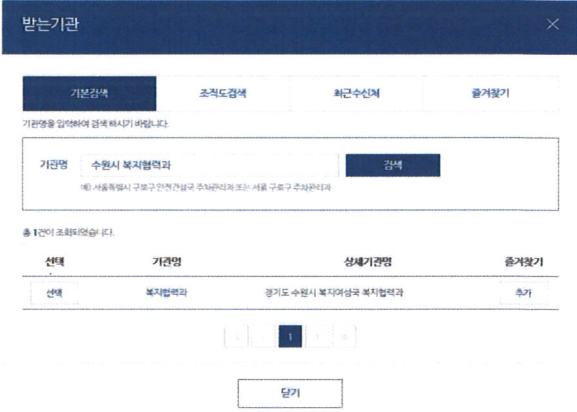 받는기관
기본검색 조직도검색 최근수신처 즐겨찾기
기관명을 입력하여 검색 하시기 바랍니다.
기관명 수원시 복지협력과 검색
예) 서울특별시 구로구 안전건설국 주차관리과 또는 서울 구로구 주차관리과
총 1건이 조회되었습니다.
선택 기관명 상세기관명 즐겨찾기
선택 복지협력과 경기도 수원시 복지여성국 복지협력과 추가
1
닫기